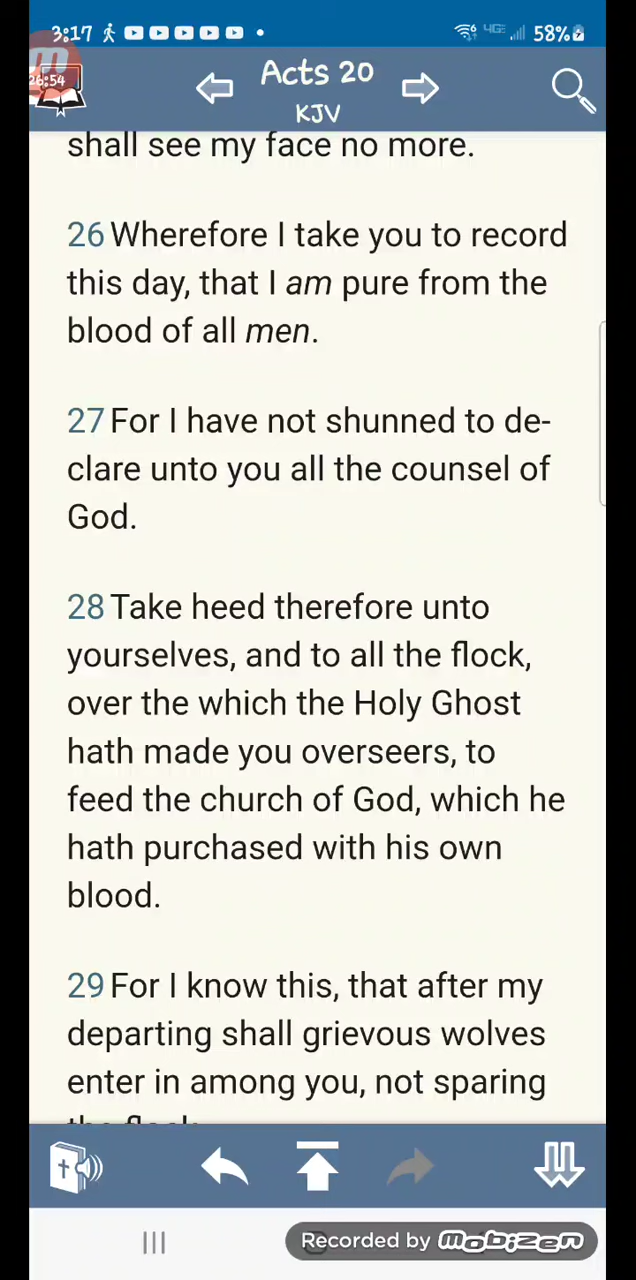 3:17 4GE 58%
26:54
Acts 20
KJV
shall see my face no more.
26 Wherefore I take you to record
this day, that I am pure from the
blood of all men.
27 For I have not shunned to de-
clare unto you all the counsel of
God.
28 Take heed therefore unto
yourselves, and to all the flock,
over the which the Holy Ghost
hath made you overseers, to
feed the church of God, which he
hath purchased with his own
blood.
29 For I know this, that after my
departing shall grievous wolves
enter in among you, not sparing
the flock
Recorded by mobizen